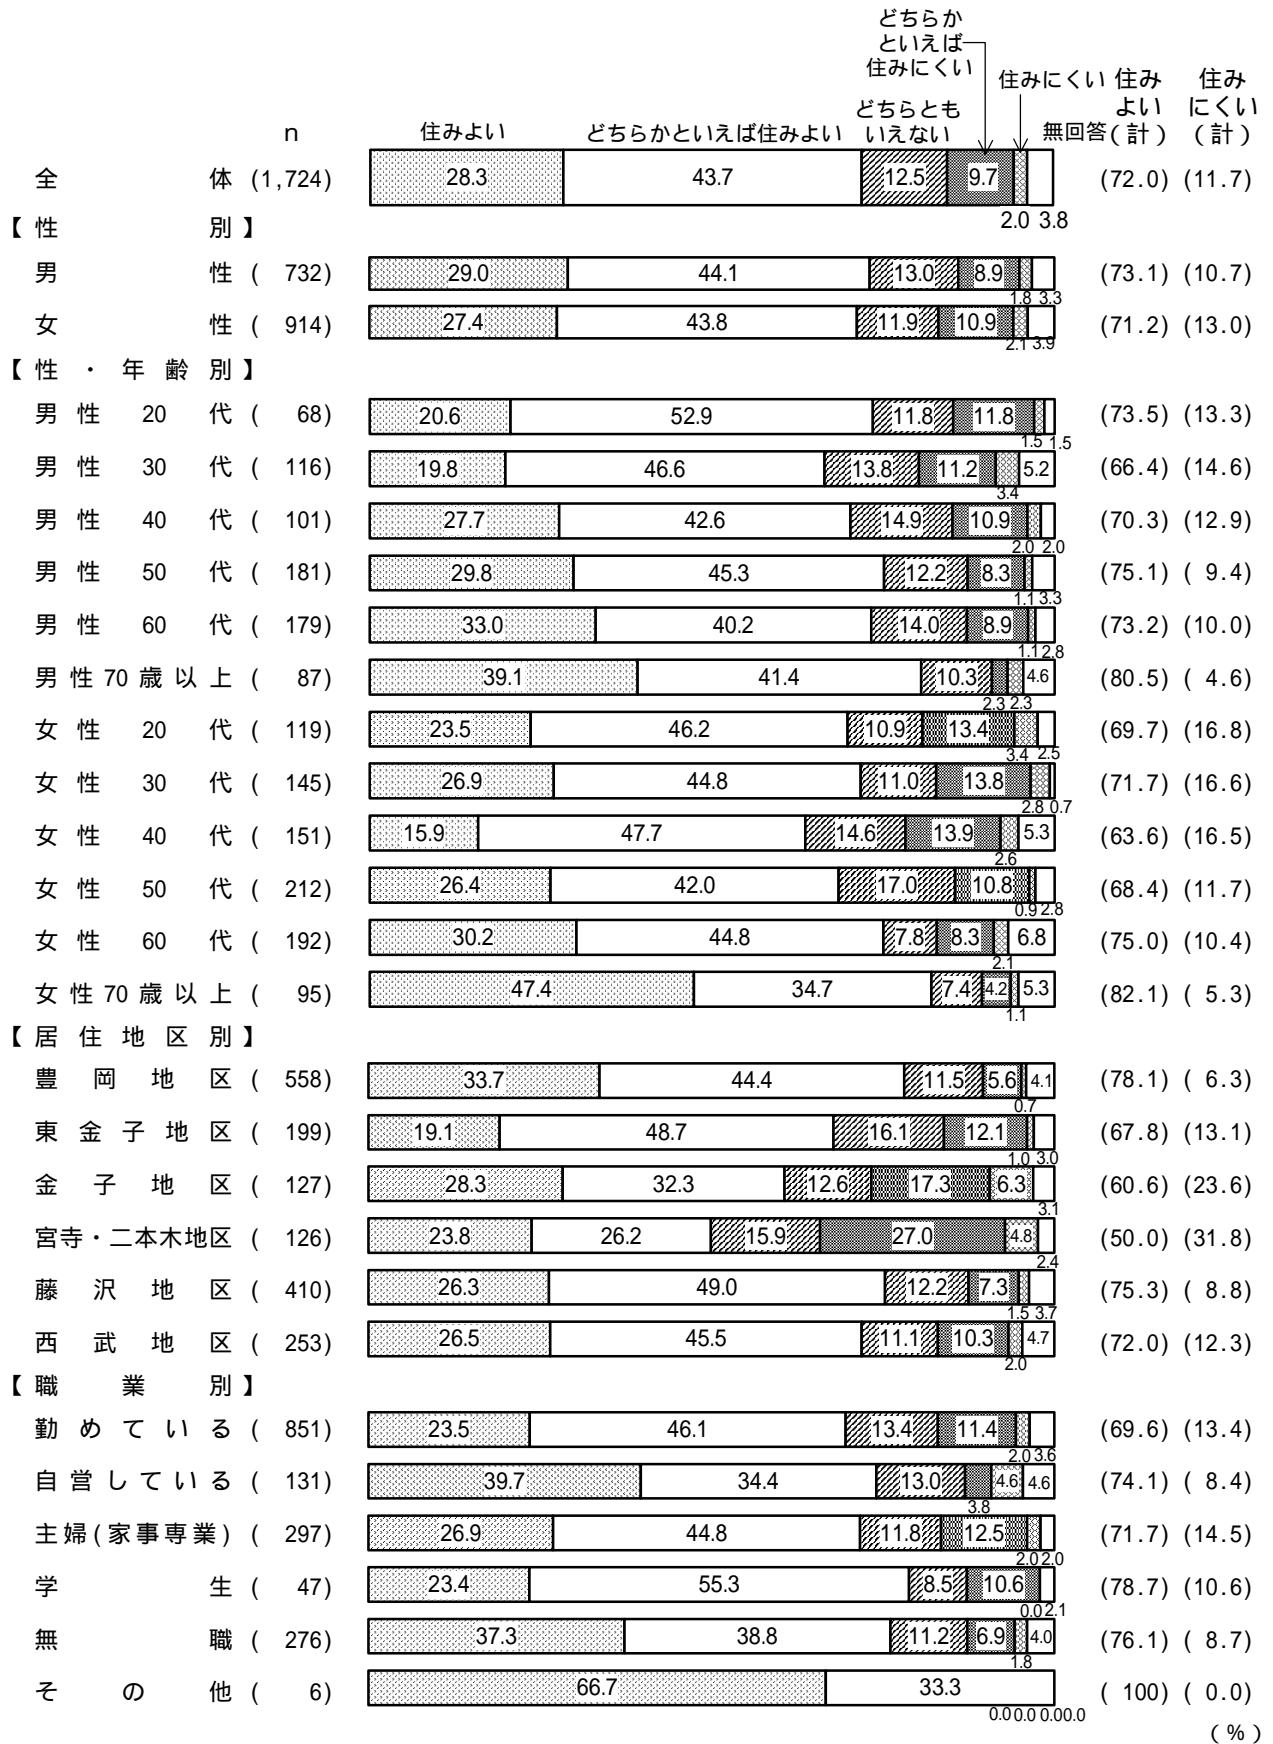 どちらか
といえば
住みにくい
住みにくい 住み 住み
どちらとも よい にくい
n 住みよい どちらかといえば住みよい いえない 無回答 (計) (計)
全体 (1,724) 28.3 43.7 12.5 9.7 (72.0) (11.7)
2.0 3.8
【性別】
男性 ( 732) 29.0 44.1 13.0 8.9 (73.1) (10.7)
1.8 3.3
女性 ( 914) 27.4 43.8 11.9 10.9 (71.2) (13.0)
2.1 3.9
【性・年齢別】
男性20代 ( 68) 20.6 52.9 11.8 11.8 (73.5) (13.3)
1.5 1.5
男性30代 ( 116) 19.8 46.6 13.8 11.2 5.2 (66.4) (14.6)
3.4
男性40代 ( 101) 27.7 42.6 14.9 10.9 (70.3) (12.9)
2.0 2.0
男性50代 ( 181) 29.8 45.3 12.2 8.3 (75.1) ( 9.4)
1.1 3.3
男性60代 ( 179) 33.0 40.2 14.0 8.9 (73.2) (10.0)
1.1 2.8
男性70歳以上 ( 87) 39.1 41.4 10.3 4.6 (80.5) ( 4.6)
2.3 2.3
女性20代 ( 119) 23.5 46.2 10.9 13.4 (69.7) (16.8)
3.4 2.5
女性30代 ( 145) 26.9 44.8 11.0 13.8 (71.7) (16.6)
2.8 0.7
女性40代 ( 151) 15.9 47.7 14.6 13.9 5.3 (63.6) (16.5)
2.6
女性50代 ( 212) 26.4 42.0 17.0 10.8 (68.4) (11.7)
0.9 2.8
女性60代 ( 192) 30.2 44.8 7.8 8.3 6.8 (75.0) (10.4)
2.1
女性70歳以上 ( 95) 47.4 34.7 7.4 4.2 5.3 (82.1) ( 5.3)
1.1
【居住地区別】
豊岡地区 ( 558) 33.7 44.4 11.5 5.6 4.1 (78.1) ( 6.3)
0.7
東金子地区 ( 199) 19.1 48.7 16.1 12.1 (67.8) (13.1)
1.0 3.0
金子地区 ( 127) 28.3 32.3 12.6 17.3 6.3 (60.6) (23.6)
3.1
宮寺・二本木地区 ( 126) 23.8 26.2 15.9 27.0 4.8 (50.0) (31.8)
2.4
藤沢地区 ( 410) 26.3 49.0 12.2 7.3 (75.3) ( 8.8)
1.5 3.7
西武地区 ( 253) 26.5 45.5 11.1 10.3 4.7 (72.0) (12.3)
2.0
【職業別】
勤めている ( 851) 23.5 46.1 13.4 11.4 (69.6) (13.4)
2.0 3.6
自営している ( 131) 39.7 34.4 13.0 4.6 4.6 (74.1) ( 8.4)
3.8
主婦(家事専業) ( 297) 26.9 44.8 11.8 12.5 (71.7) (14.5)
2.0 2.0
学生 ( 47) 23.4 55.3 8.5 10.6 (78.7) (10.6)
0.0 2.1
無職 ( 276) 37.3 38.8 11.2 6.9 4.0 (76.1) ( 8.7)
1.8
その他 ( 6) 66.7 33.3 ( 100) ( 0.0)
0.0 0.0 0.0 0.0
(%)